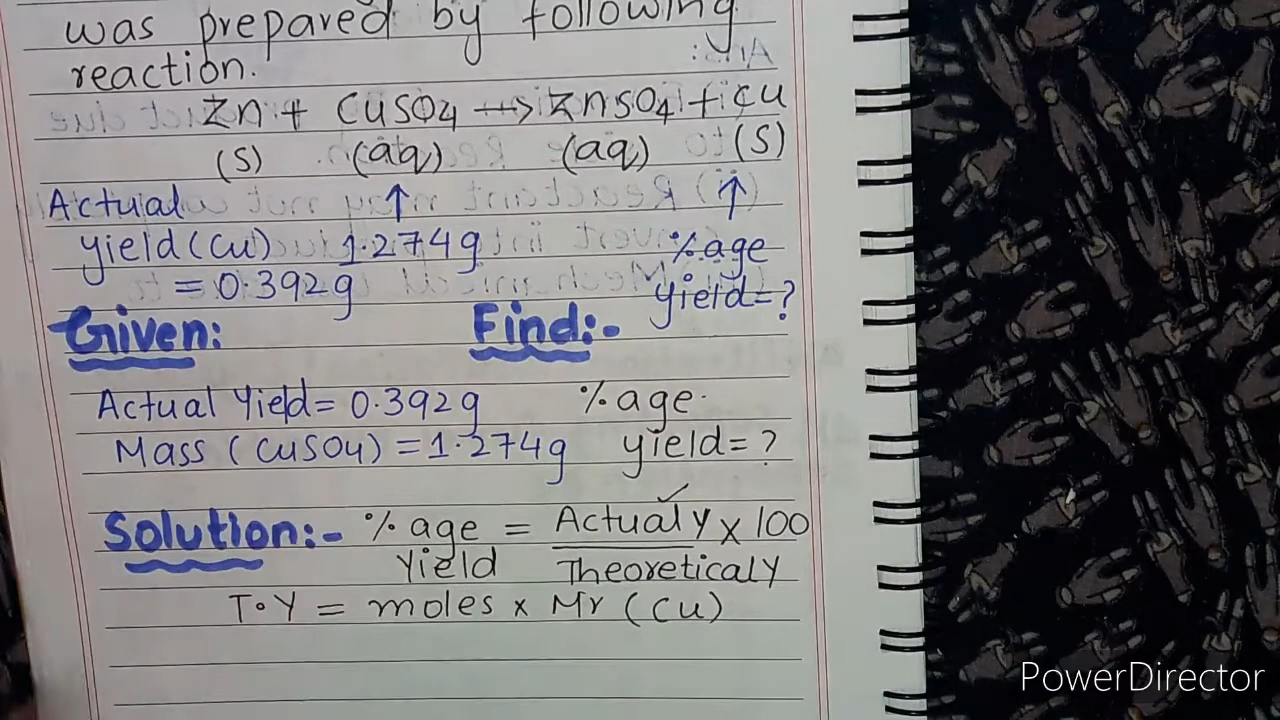 was prepared by following
reaction.
Zn + CuSO4 → ZnSO4 + Cu
(S) (aq) (aq) (S)
Actual ↑ ↑
yield (Cu) 1.274g %age
= 0.392g yield = ?
Given: Find:-
Actual Yield = 0.392g %age.
Mass (CuSO4) = 1.274g yield = ?
Solution:- %age = Actual Y x 100
Yield Theoretical Y
T.Y = moles x Mr (Cu)
PowerDirector